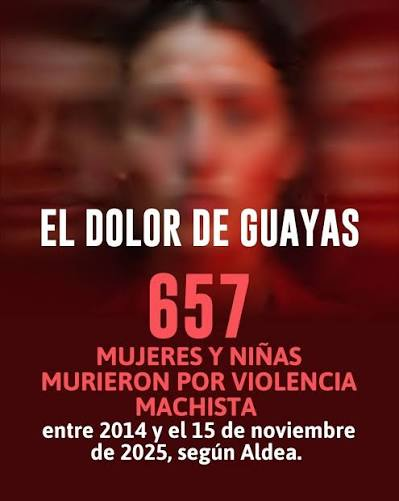 EL DOLOR DE GUAYAS
657
MUJERES Y NIÑAS
MURIERON POR VIOLENCIA
MACHISTA
entre 2014 y el 15 de noviembre
de 2025, según Aldea.